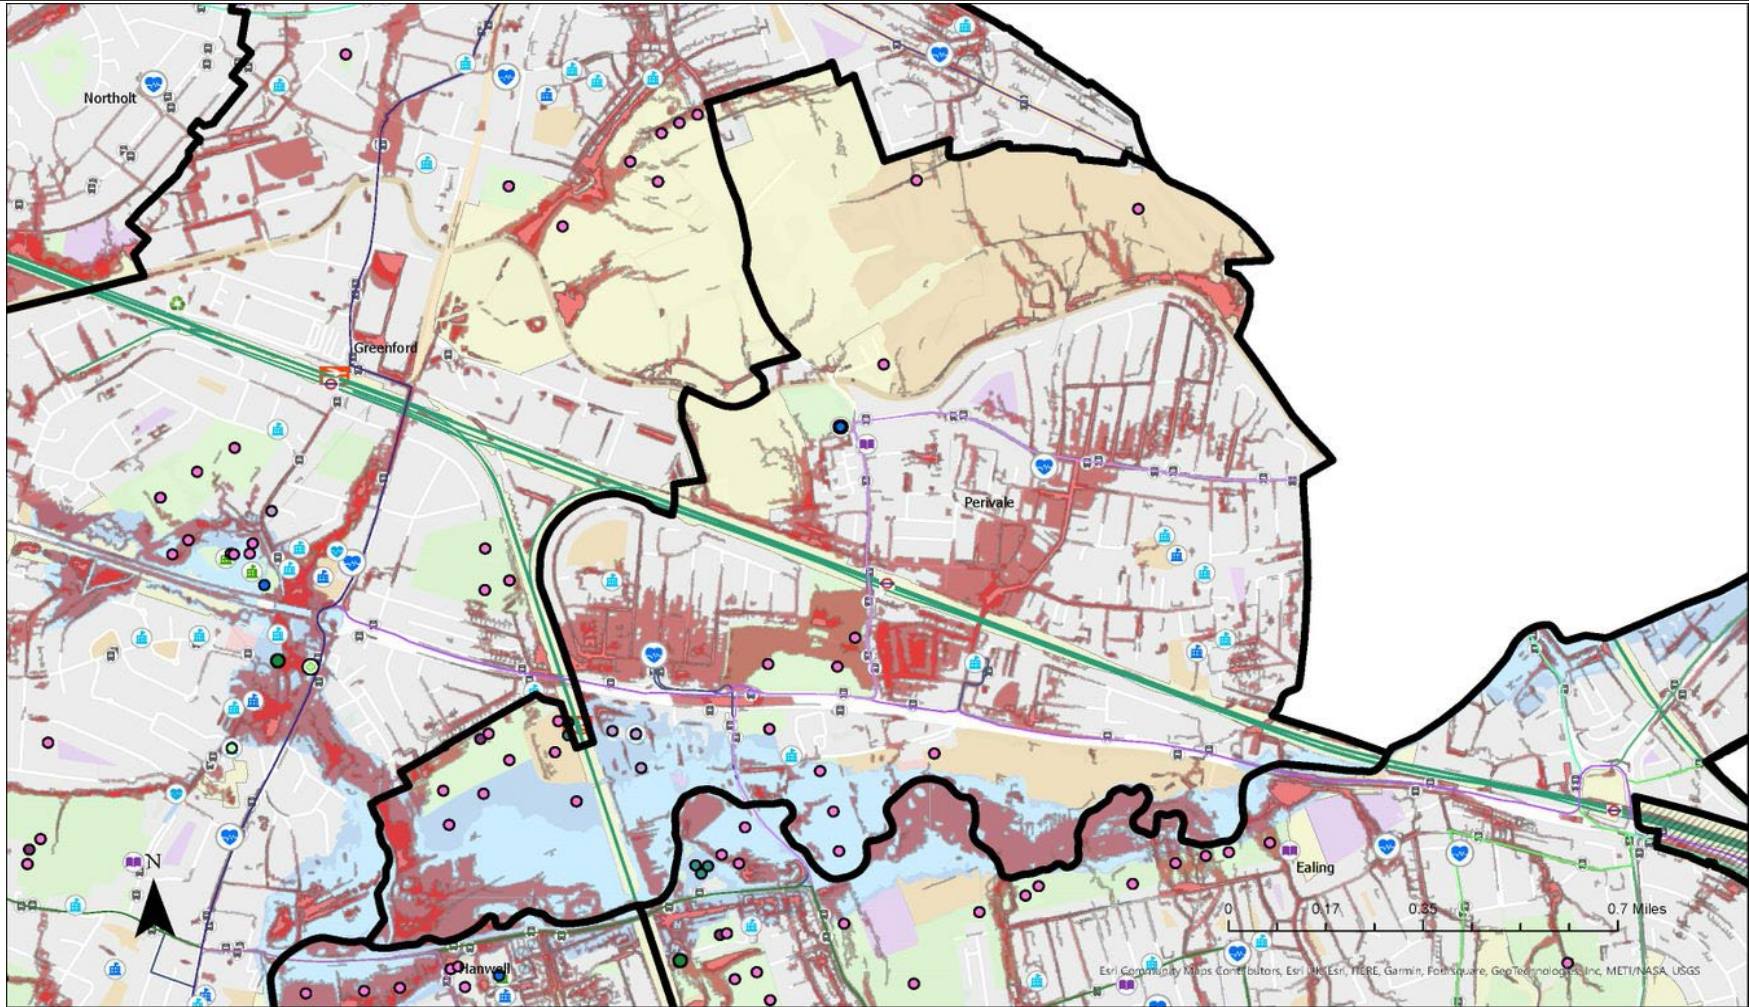 Northolt
Greenford
Perivale
N
Ealing
0 0.17 0.35 0.7 Miles
Hanwell
Esri Community Maps Contributors, Esri UK, Esri, HERE, Garmin, Foursquare, GeoTechnologies, Inc, METI/NASA, USGS